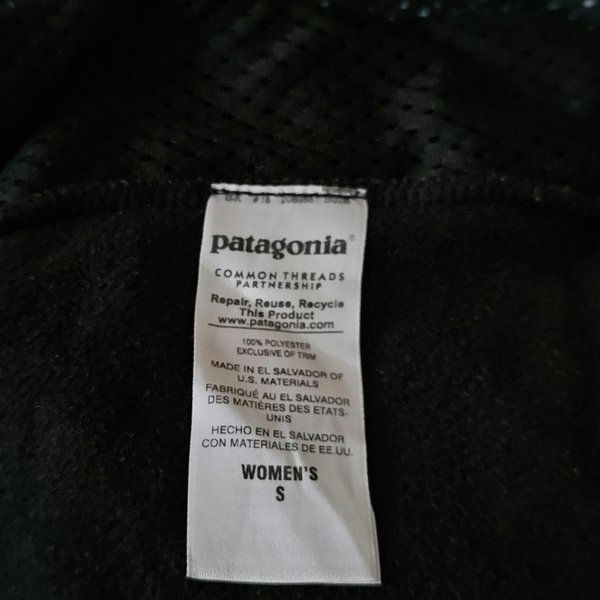 patagonia®
COMMON THREADS
PARTNERSHIP
Repair, Reuse, Recycle
This Product
www.patagonia.com
100% POLYESTER
EXCLUSIVE OF TRIM
MADE IN EL SALVADOR OF
U.S. MATERIALS
FABRIQUÉ AU EL SALVADOR
DES MATIÈRES DES ETATS-
UNIS
HECHO EN EL SALVADOR
CON MATERIALES DE EE.UU.
WOMEN'S
S